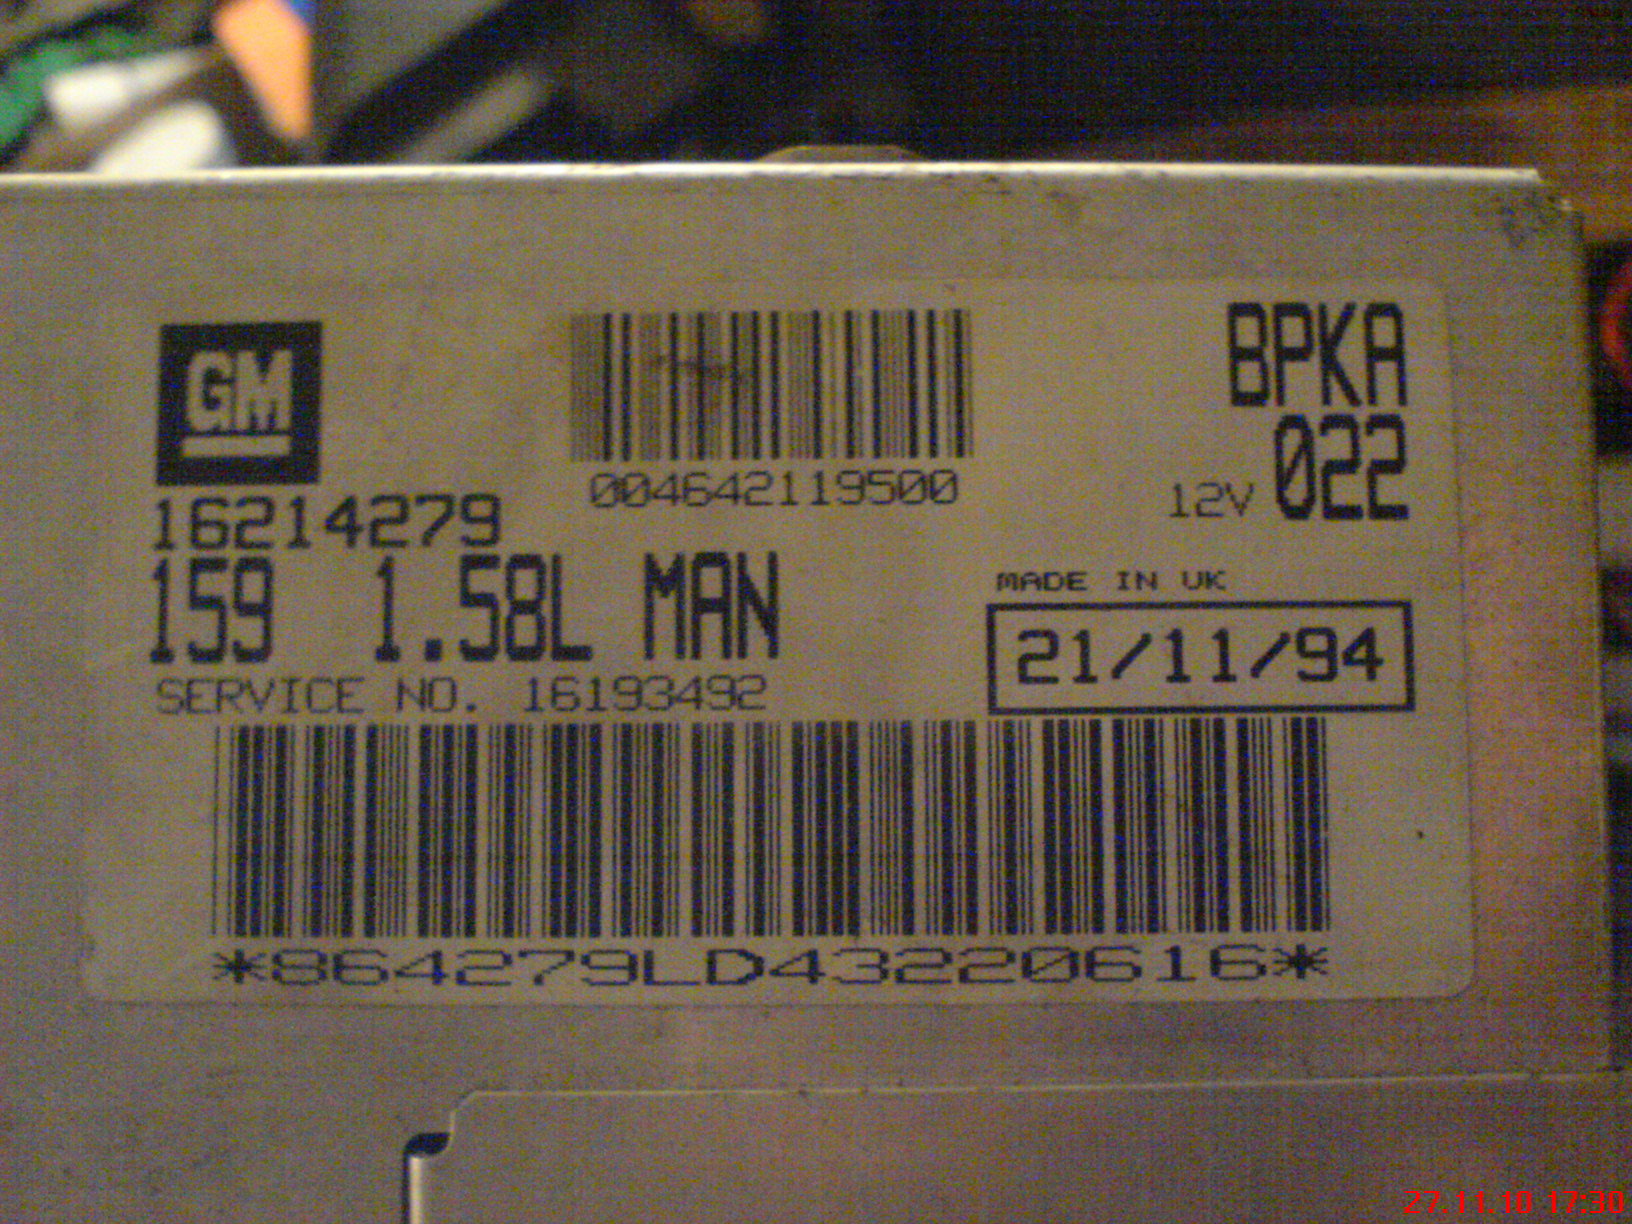 GM
004642119500
BPKA
022
12V
16214279
159 1.58L MAN
MADE IN UK
21/11/94
SERVICE NO. 16193492
*864279LD43220616*
27.11.10 17:30